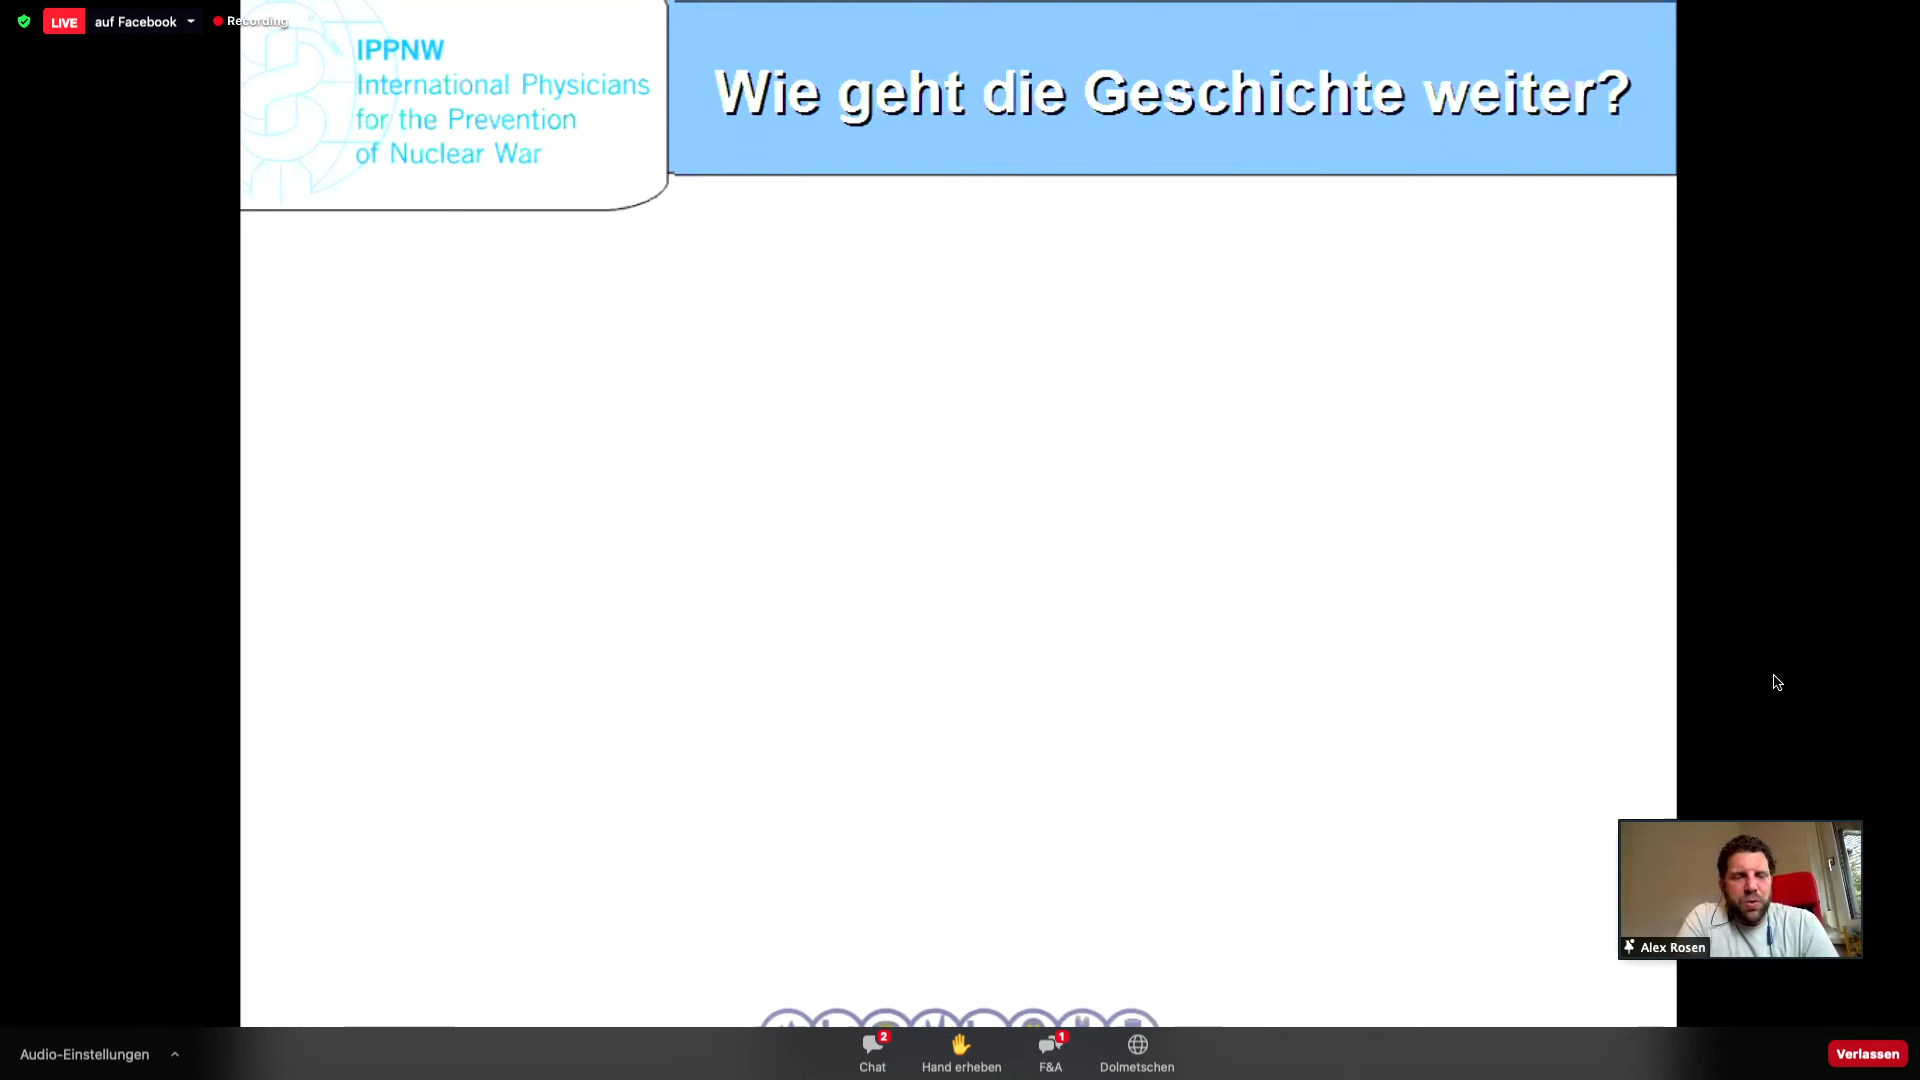 LIVE auf Facebook Recording
IPPNW
International Physicians
for the Prevention
of Nuclear War
Wie geht die Geschichte weiter?
Alex Rosen
Audio-Einstellungen
2
Chat
Hand erheben
1
F&A
Dolmetschen
Verlassen